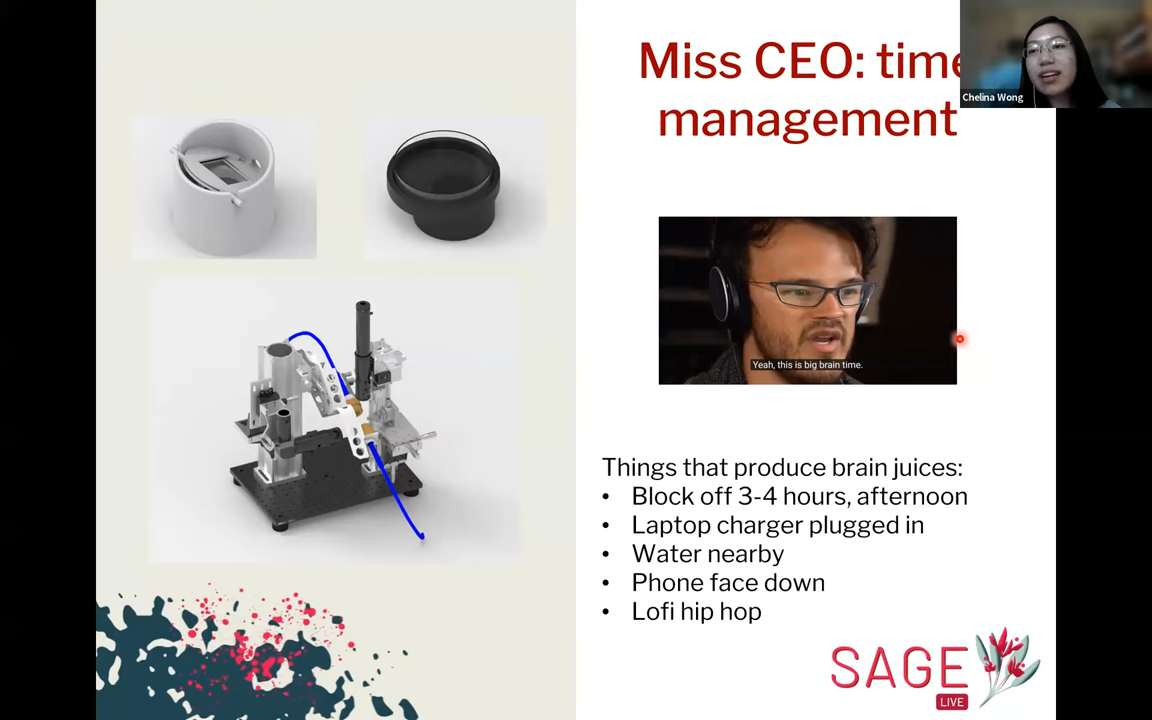 Miss CEO: time
management
Chelina Wong
Yeah, this is big brain time.
Things that produce brain juices:
• Block off 3-4 hours, afternoon
• Laptop charger plugged in
• Water nearby
• Phone face down
• Lofi hip hop
SAGE
LIVE